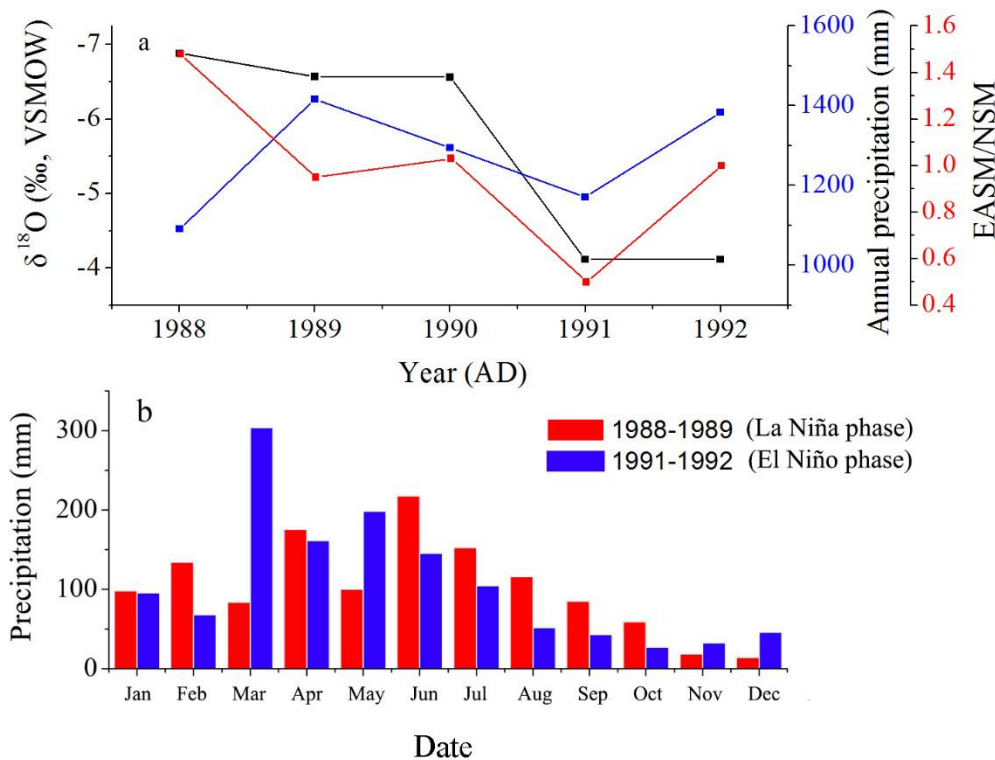 a
δ18O (‰, VSMOW)
-7
-6
-5
-4
1600
1400
1200
1000
Annual precipitation (mm)
1.6
1.4
1.2
1.0
0.8
0.6
0.4
EASM/NSM
1988 1989 1990 1991 1992
Year (AD)
b
Precipitation (mm)
300
200
100
0
1988-1989 (La Niña phase)
1991-1992 (El Niño phase)
Jan Feb Mar Apr May Jun Jul Aug Sep Oct Nov Dec
Date